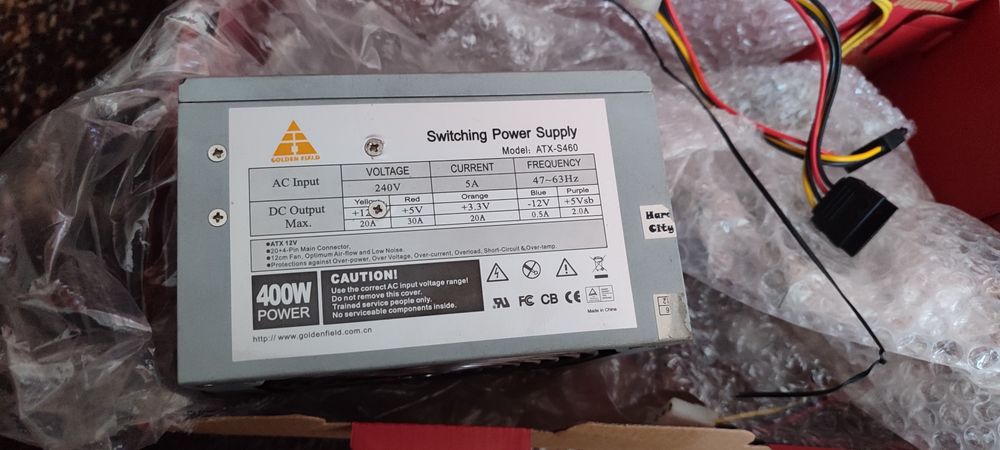 GOLDEN FIELD
Switching Power Supply
Model: ATX-S460
AC Input VOLTAGE CURRENT FREQUENCY
240V 5A 47~63Hz
DC Output Max. Yellow Red Orange Blue Purple
+5V +3.3V -12V +5Vsb
20A 30A 20A 0.5A 2.0A
●ATX 12V
●20+4-Pin Main Connector.
●12cm Fan, Optimum Air-flow and Low Noise.
●Protections against Over-power, Over Voltage, Over-current, Overload, Short-Circuit &Over-temp.
400W
POWER
CAUTION!
Use the correct AC input voltage range!
Do not remove this cover.
Trained service people only.
No serviceable components inside.
FC CB CE
Made in China
http://www.goldenfield.com.cn
Hard
City